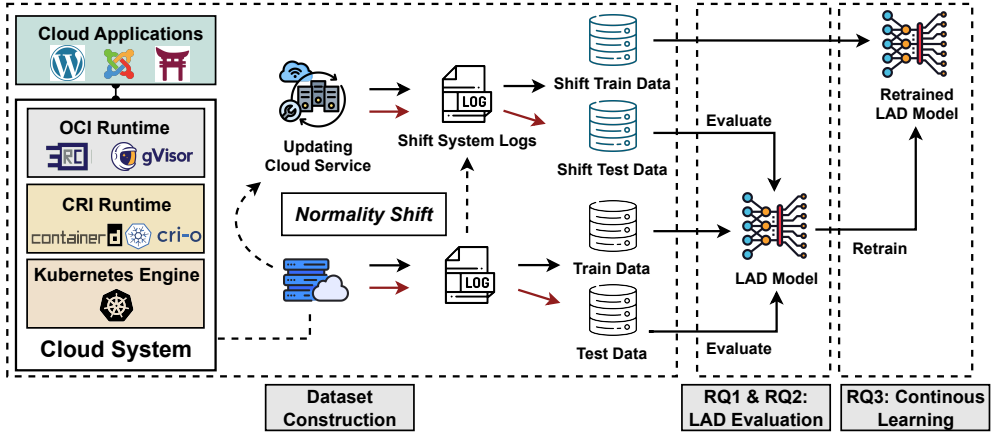 Cloud Applications
OCI Runtime
RC
gVisor
CRI Runtime
container d
cri-o
Kubernetes Engine
Cloud System
Updating
Cloud Service
LOG
Shift System Logs
Normality Shift
LOG
Shift Train Data
Shift Test Data
Train Data
Test Data
Dataset
Construction
Evaluate
LAD Model
Evaluate
RQ1 & RQ2:
LAD Evaluation
Retrained
LAD Model
Retrain
RQ3: Continous
Learning